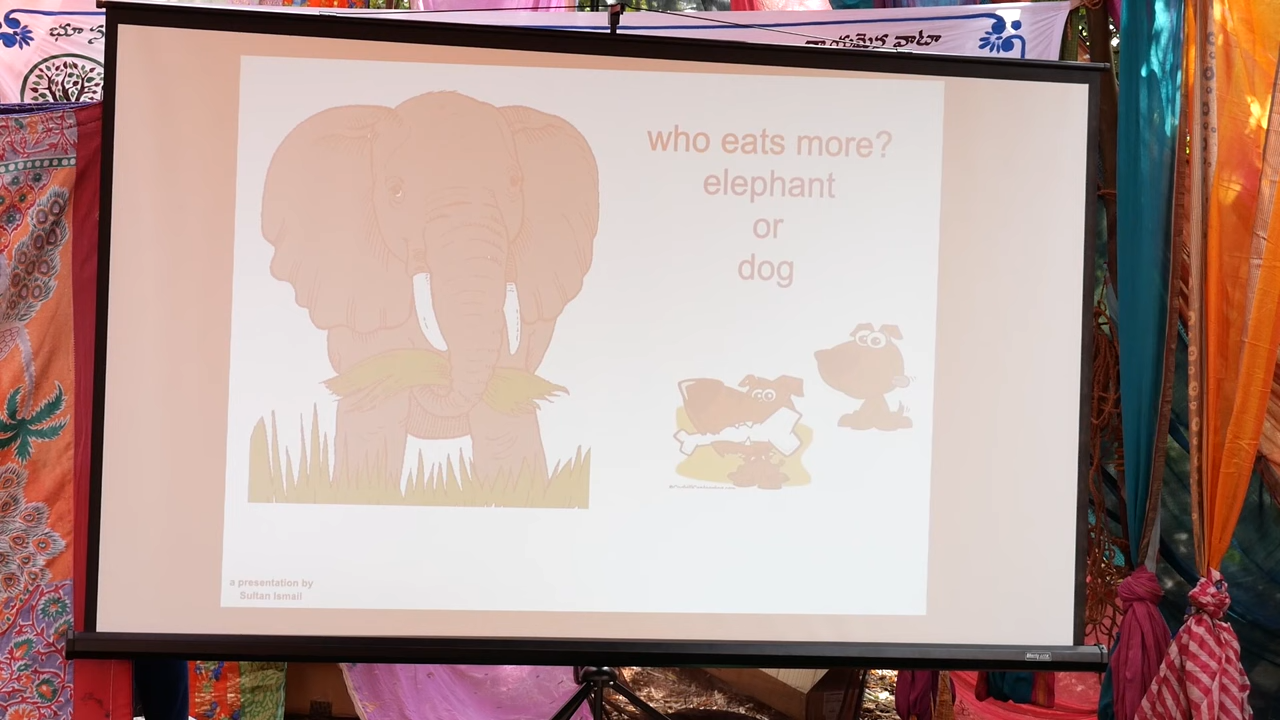 భూ
who eats more?
elephant
or
dog
a presentation by
Sultan Ismail